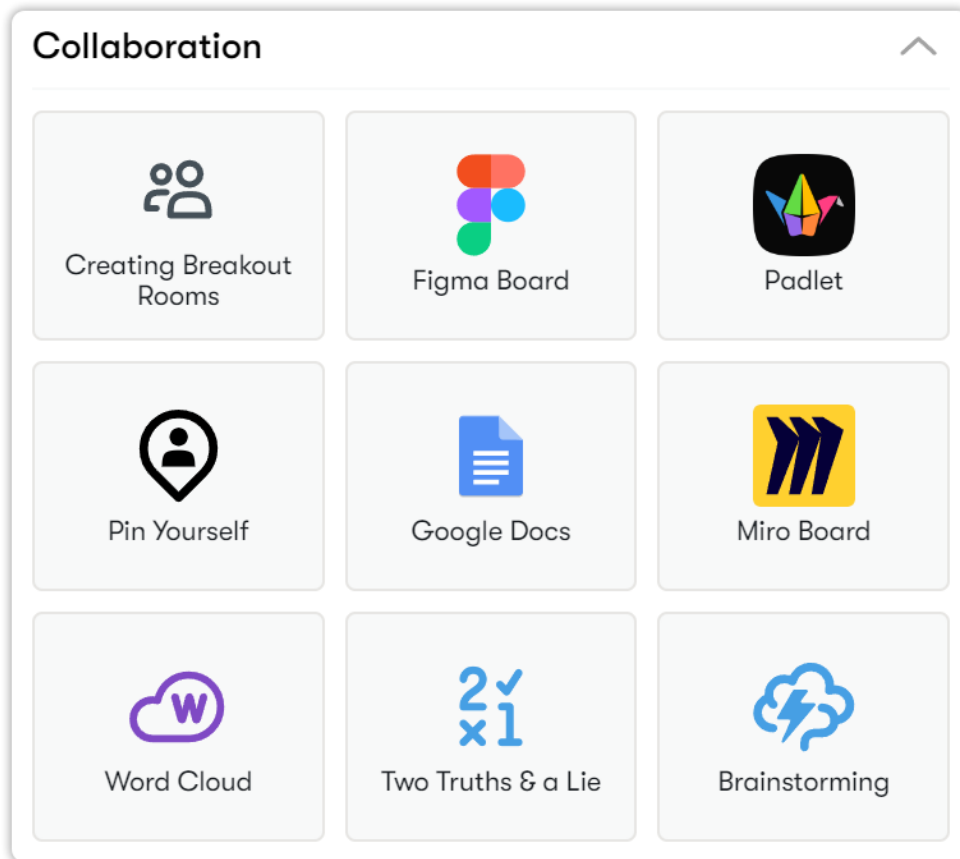 Collaboration
Creating Breakout
Rooms
Figma Board
Padlet
Pin Yourself
Google Docs
Miro Board
W
Word Cloud
2
x1
Two Truths & a Lie
Brainstorming